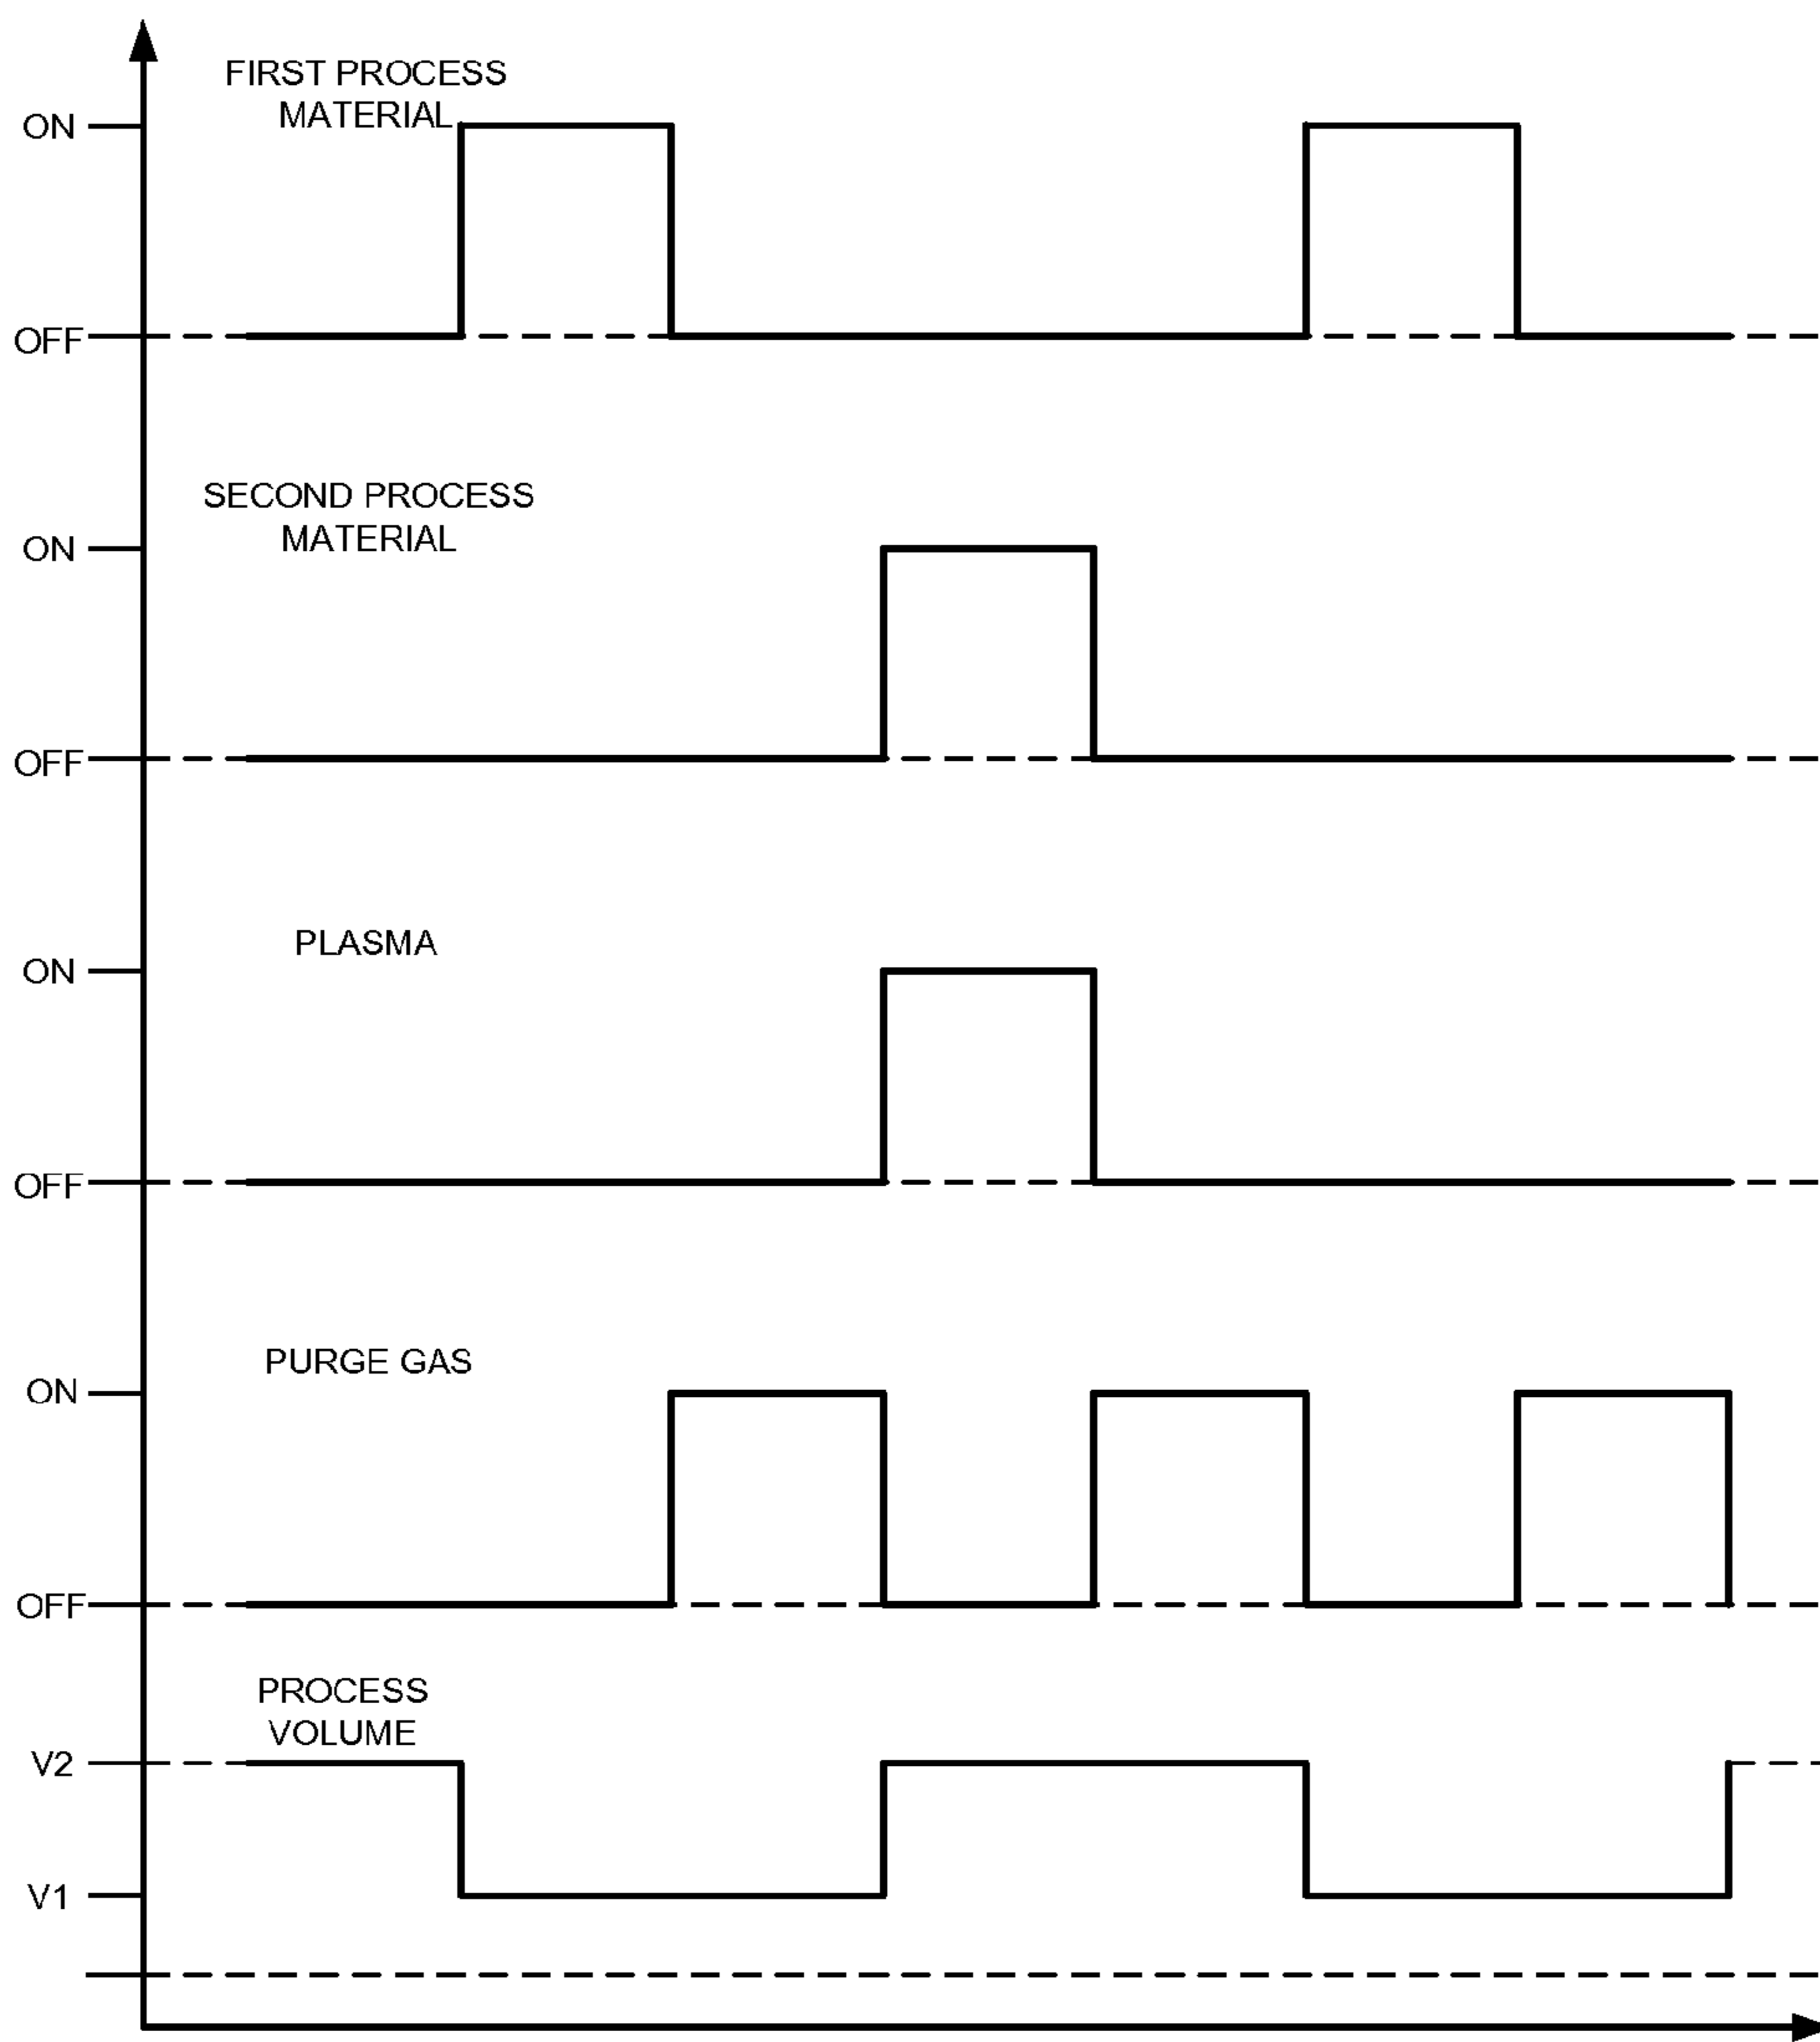 FIRST PROCESS
MATERIAL
ON
OFF
SECOND PROCESS
MATERIAL
ON
OFF
PLASMA
ON
OFF
PURGE GAS
ON
OFF
PROCESS
VOLUME
V2
V1